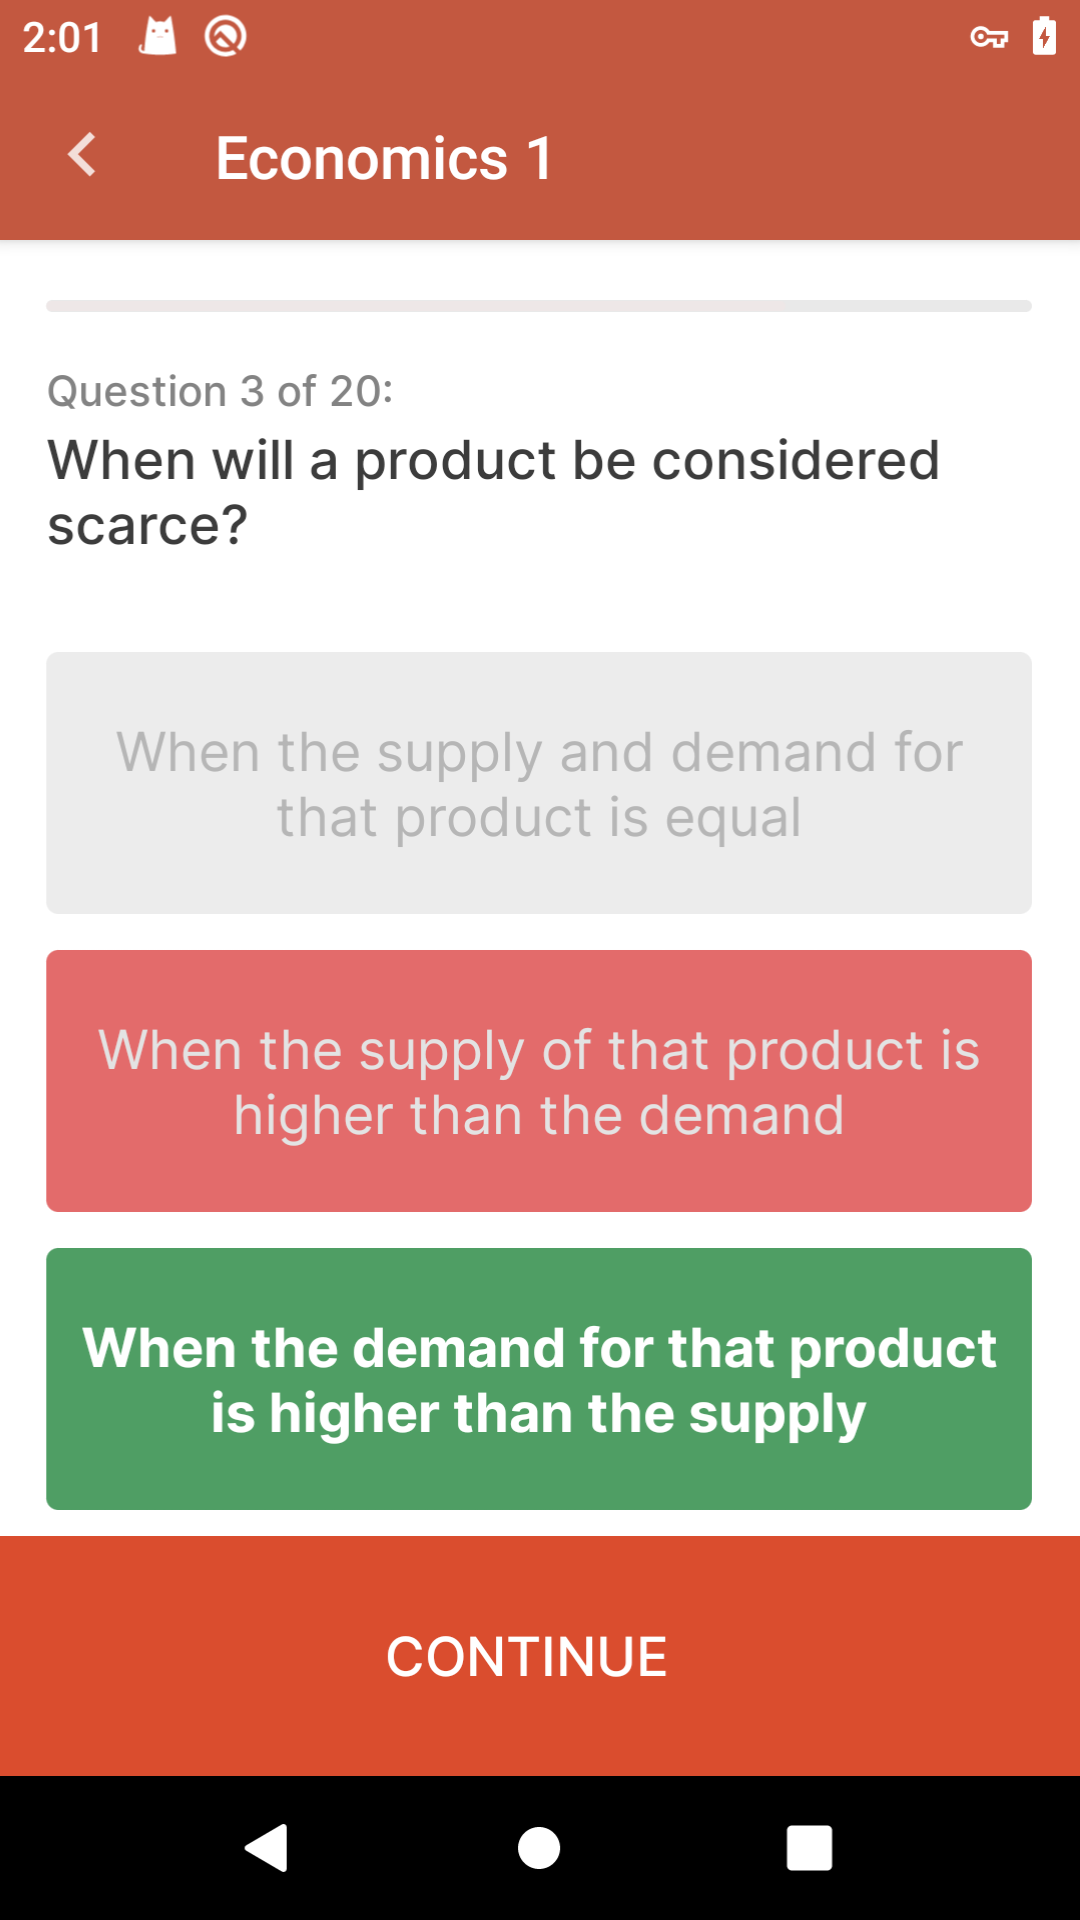 2:01
Economics 1
Question 3 of 20:
When will a product be considered
scarce?
When the supply and demand for
that product is equal
When the supply of that product is
higher than the demand
When the demand for that product
is higher than the supply
CONTINUE